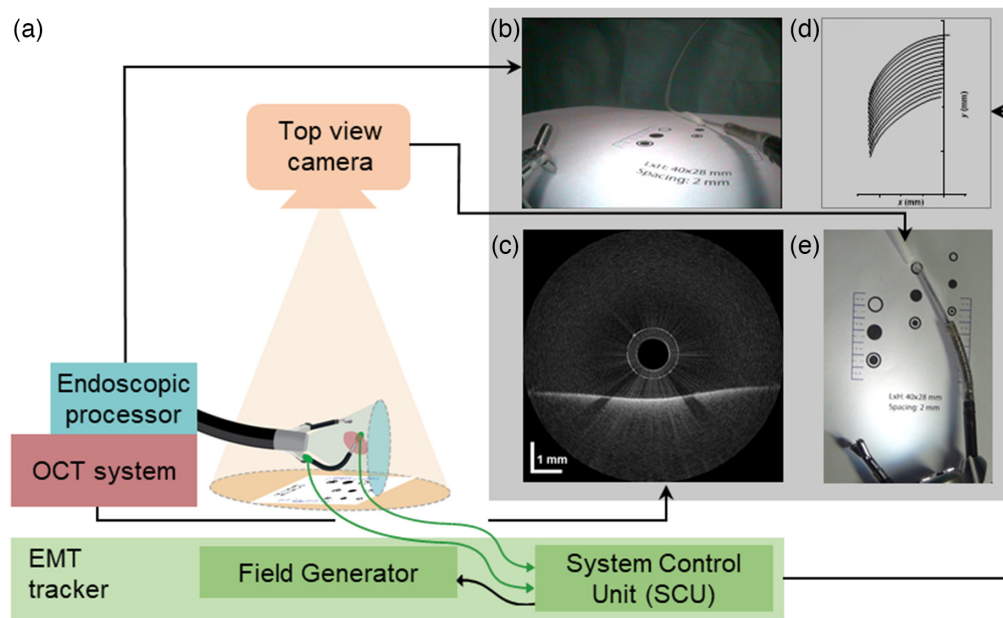 (a)
Top view
camera
Endoscopic
processor
OCT system
EMT
tracker
Field Generator
System Control
Unit (SCU)
(b)
LxH: 40x28 mm
Spacing: 2 mm
(c)
1 mm
(d)
y (mm)
x (mm)
(e)
LxH: 40x28 mm
Spacing: 2 mm